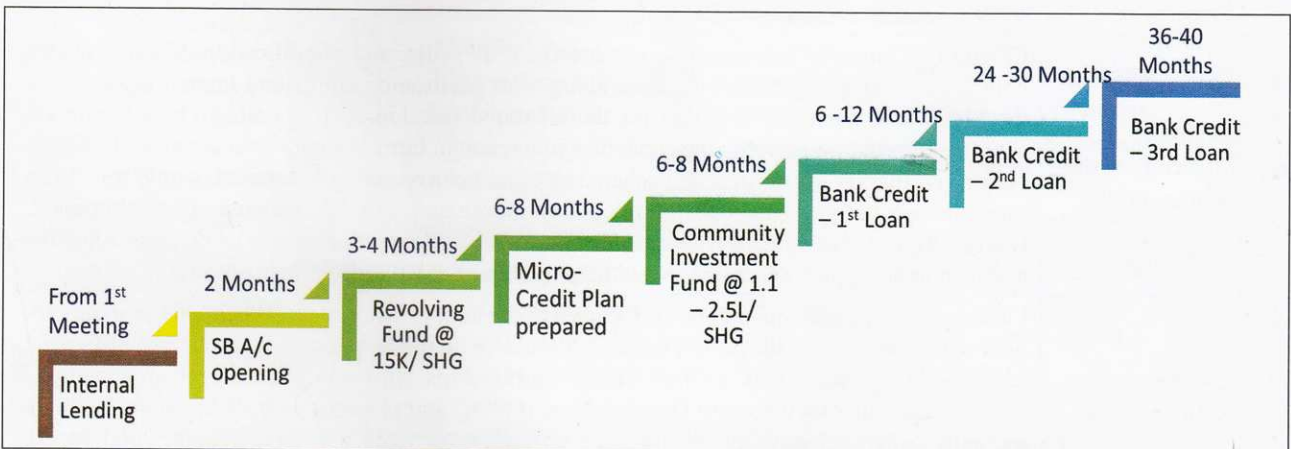 From 1st
Meeting
Internal
Lending
2 Months
SB A/c
opening
3-4 Months
Revolving
Fund @
15K/ SHG
6-8 Months
Micro-
Credit Plan
prepared
6-8 Months
Community
Investment
Fund @ 1.1
– 2.5L/
SHG
6 -12 Months
Bank Credit
– 1st Loan
24 -30 Months
Bank Credit
– 2nd Loan
36-40
Months
Bank Credit
– 3rd Loan